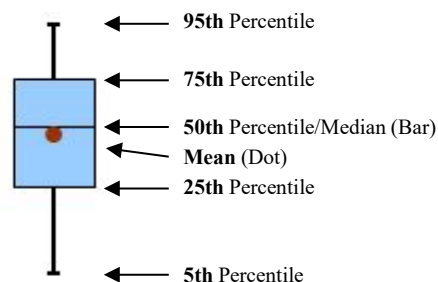 95th Percentile
75th Percentile
50th Percentile/Median (Bar)
Mean (Dot)
25th Percentile
5th Percentile